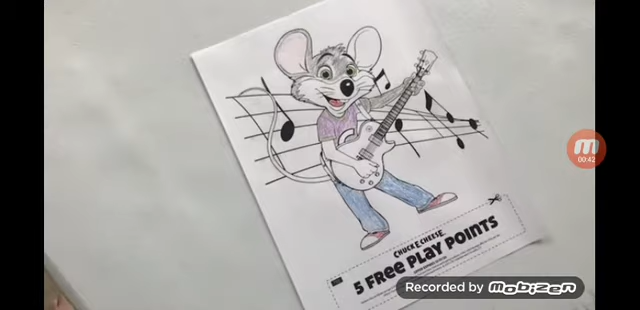 CHUCK E. CHEESE.
5 FREE PLAY POINTS
00:42
Recorded by MOBIZEN